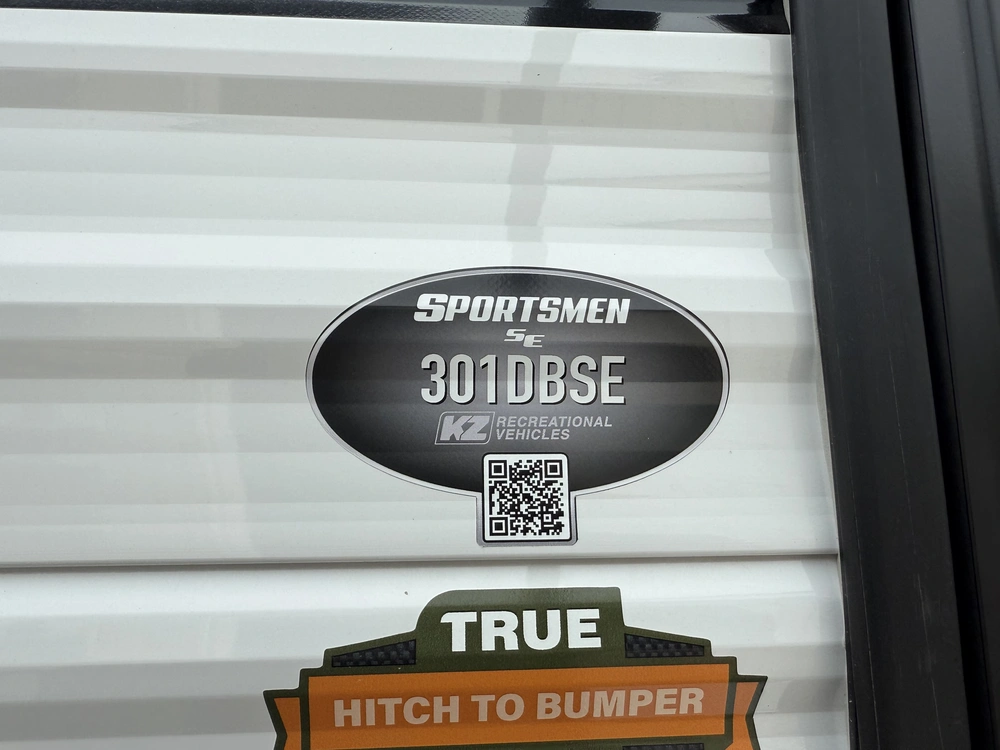 SPORTSMEN
SE
301DBSE
KZ RECREATIONAL
VEHICLES
TRUE
HITCH TO BUMPER